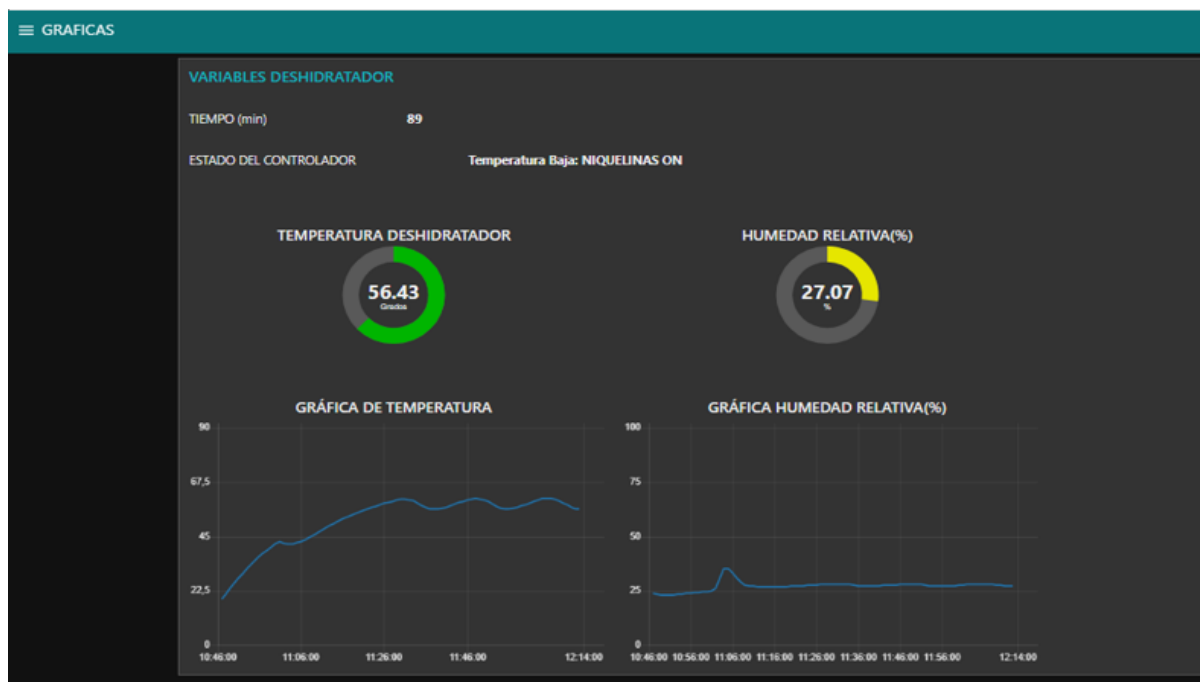 GRAFICAS
VARIABLES DESHIDRATADOR
TIEMPO (min) 89
ESTADO DEL CONTROLADOR Temperatura Baja: NIQUELINAS ON
TEMPERATURA DESHIDRATADOR
56.43
Grados
HUMEDAD RELATIVA(%)
27.07
%
GRÁFICA DE TEMPERATURA
90
67,5
45
22,5
0
10:46:00 11:06:00 11:26:00 11:46:00 12:14:00
GRÁFICA HUMEDAD RELATIVA(%)
100
75
50
25
0
10:46:00 10:56:00 11:06:00 11:16:00 11:26:00 11:36:00 11:46:00 11:56:00 12:14:00